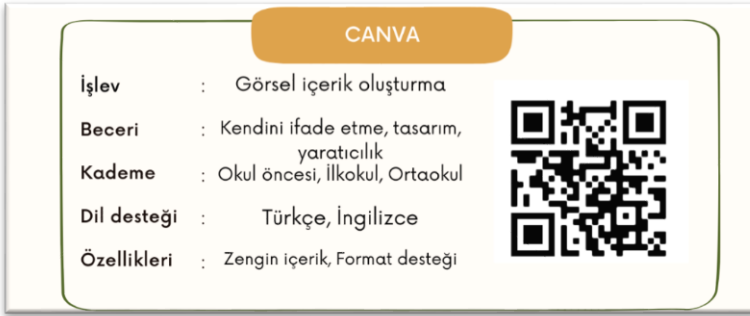 CANVA
İşlev : Görsel içerik oluşturma
Beceri : Kendini ifade etme, tasarım,
yaratıcılık
Kademe : Okul öncesi, İlkokul, Ortaokul
Dil desteği : Türkçe, İngilizce
Özellikleri : Zengin içerik, Format desteği